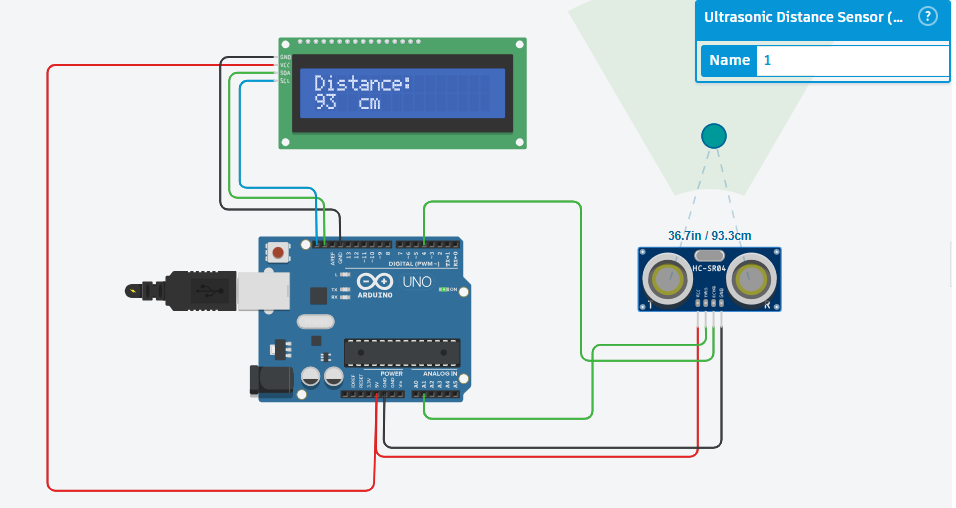 Ultrasonic Distance Sensor (...
?
Name
1
GND
VCC
SDA
SCL
Distance:
93 cm
36.7in / 93.3cm
HC-SR04
VCC
TRIG
ECHO
GND
T
R
AREF
GND
13
12
~11
~10
~9
8
7
~6
~5
4
~3
2
TX→1
RX←0
DIGITAL (PWM~)
L
TX
RX
ARDUINO
UNO
ON
POWER
ANALOG IN
IOREF
RESET
3.3V
5V
GND
GND
Vin
A0
A1
A2
A3
A4
A5